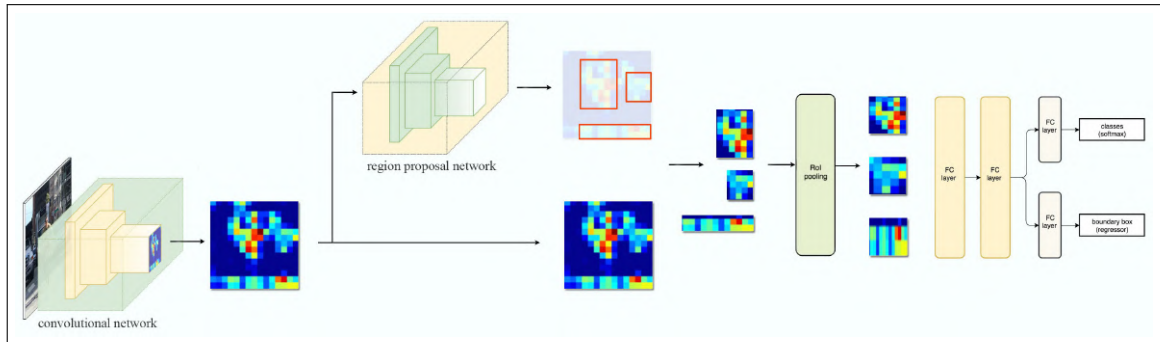 convolutional network
region proposal network
RoI
pooling
FC
layer
FC
layer
FC
layer
classes
(softmax)
FC
layer
boundary box
(regressor)